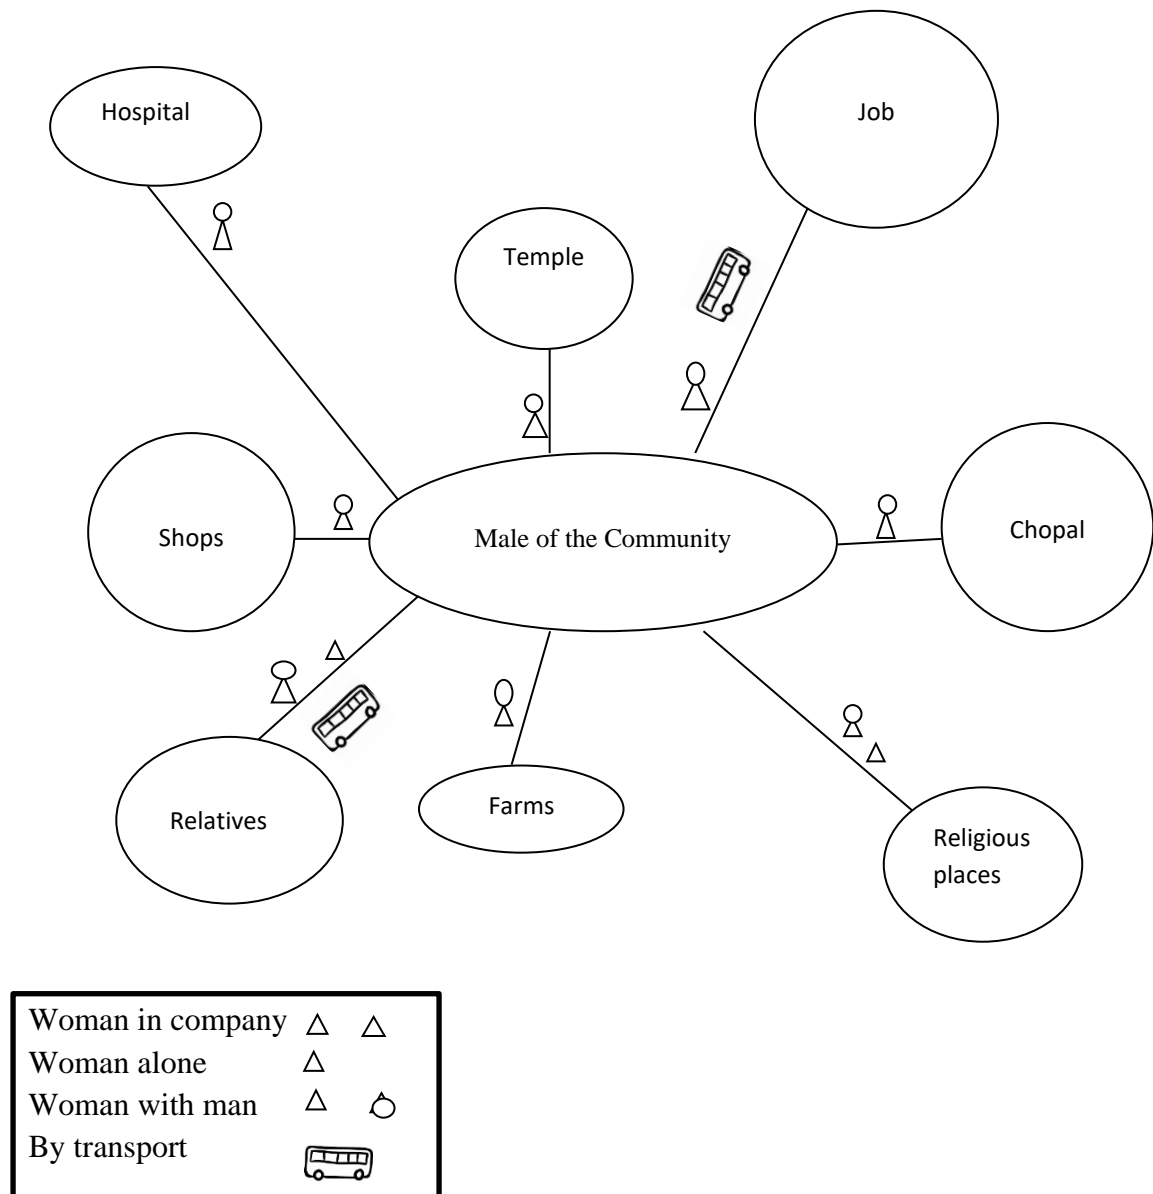 Hospital
Job
Temple
Shops
Male of the Community
Chopal
Relatives
Farms
Religious
places
Woman in company
Woman alone
Woman with man
By transport